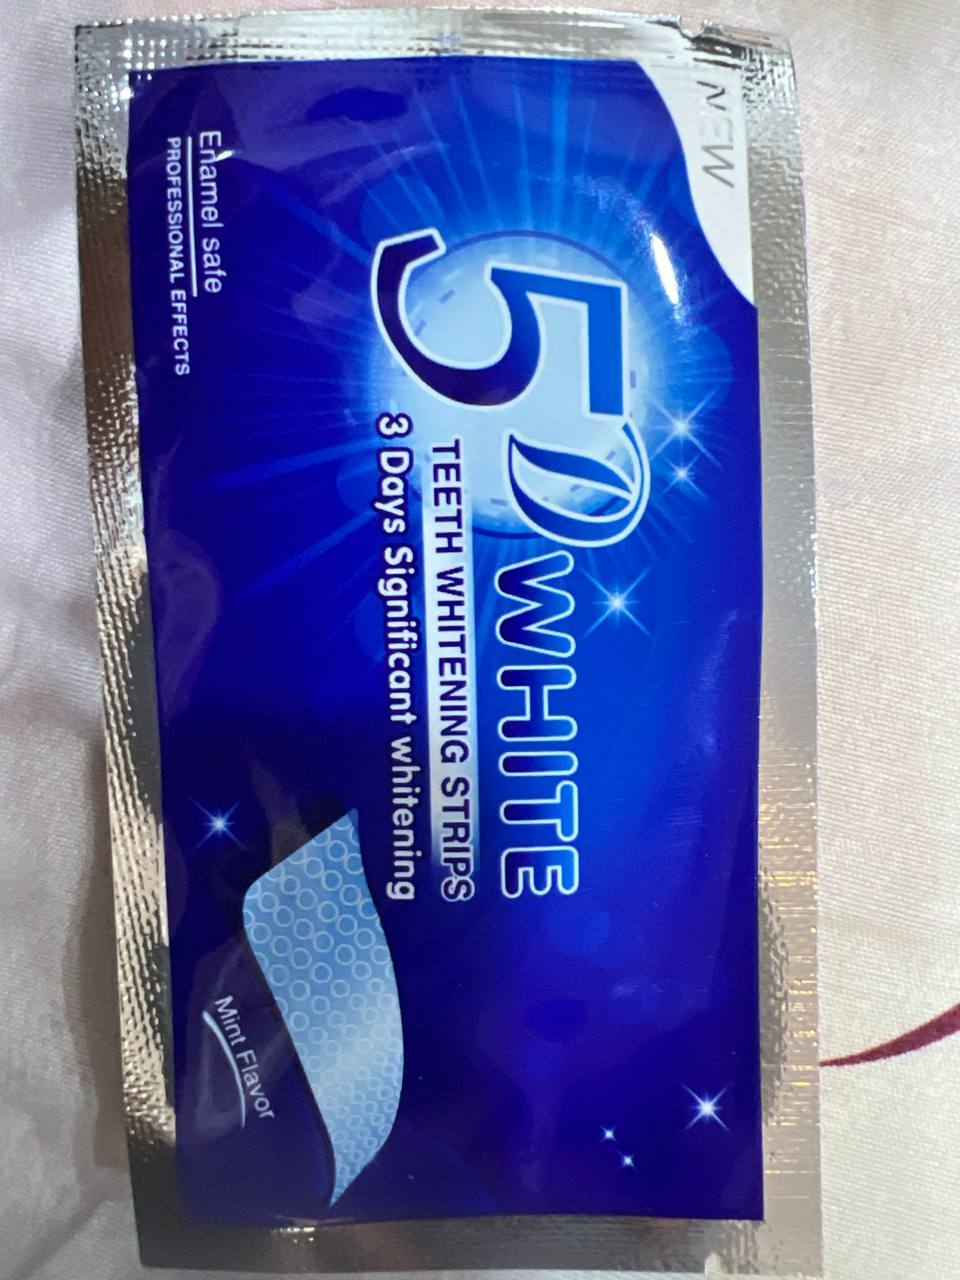 NEW
5D WHITE
TEETH WHITENING STRIPS
3 Days Significant whitening
Enamel safe
PROFESSIONAL EFFECTS
Mint Flavor